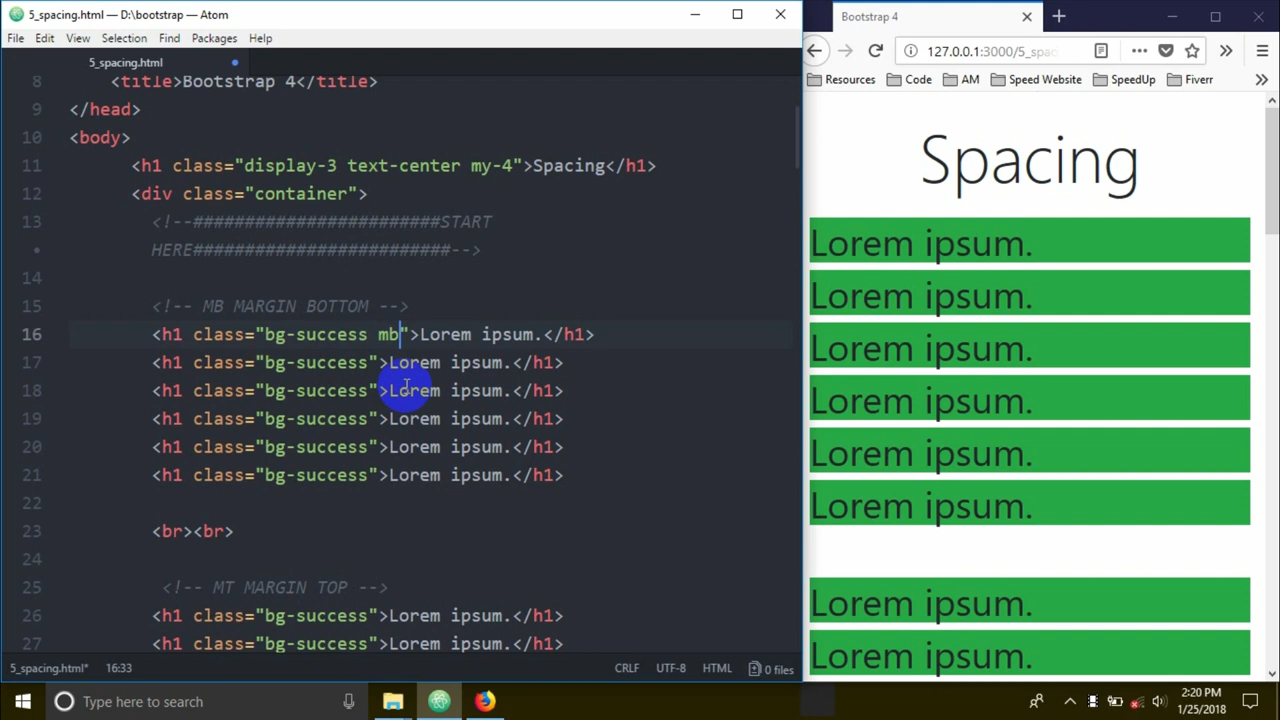 5_spacing.html — D:\bootstrap — Atom
File Edit View Selection Find Packages Help
5_spacing.html
8 <title>Bootstrap 4</title>
9 </head>
10 <body>
11 <h1 class="display-3 text-center my-4">Spacing</h1>
12 <div class="container">
13 <!--########################START
• HERE#########################-->
14
15 <!-- MB MARGIN BOTTOM -->
16 <h1 class="bg-success mb">Lorem ipsum.</h1>
17 <h1 class="bg-success">Lorem ipsum.</h1>
18 <h1 class="bg-success">Lorem ipsum.</h1>
19 <h1 class="bg-success">Lorem ipsum.</h1>
20 <h1 class="bg-success">Lorem ipsum.</h1>
21 <h1 class="bg-success">Lorem ipsum.</h1>
22
23 <br><br>
24
25 <!-- MT MARGIN TOP -->
26 <h1 class="bg-success">Lorem ipsum.</h1>
27 <h1 class="bg-success">Lorem ipsum.</h1>
5_spacing.html* 16:33 CRLF UTF-8 HTML 0 files
Bootstrap 4
127.0.0.1:3000/5_spac
Resources Code AM Speed Website SpeedUp Fiverr
Spacing
Lorem ipsum.
Lorem ipsum.
Lorem ipsum.
Lorem ipsum.
Lorem ipsum.
Lorem ipsum.
Lorem ipsum.
Lorem ipsum.
Type here to search
2:20 PM
1/25/2018